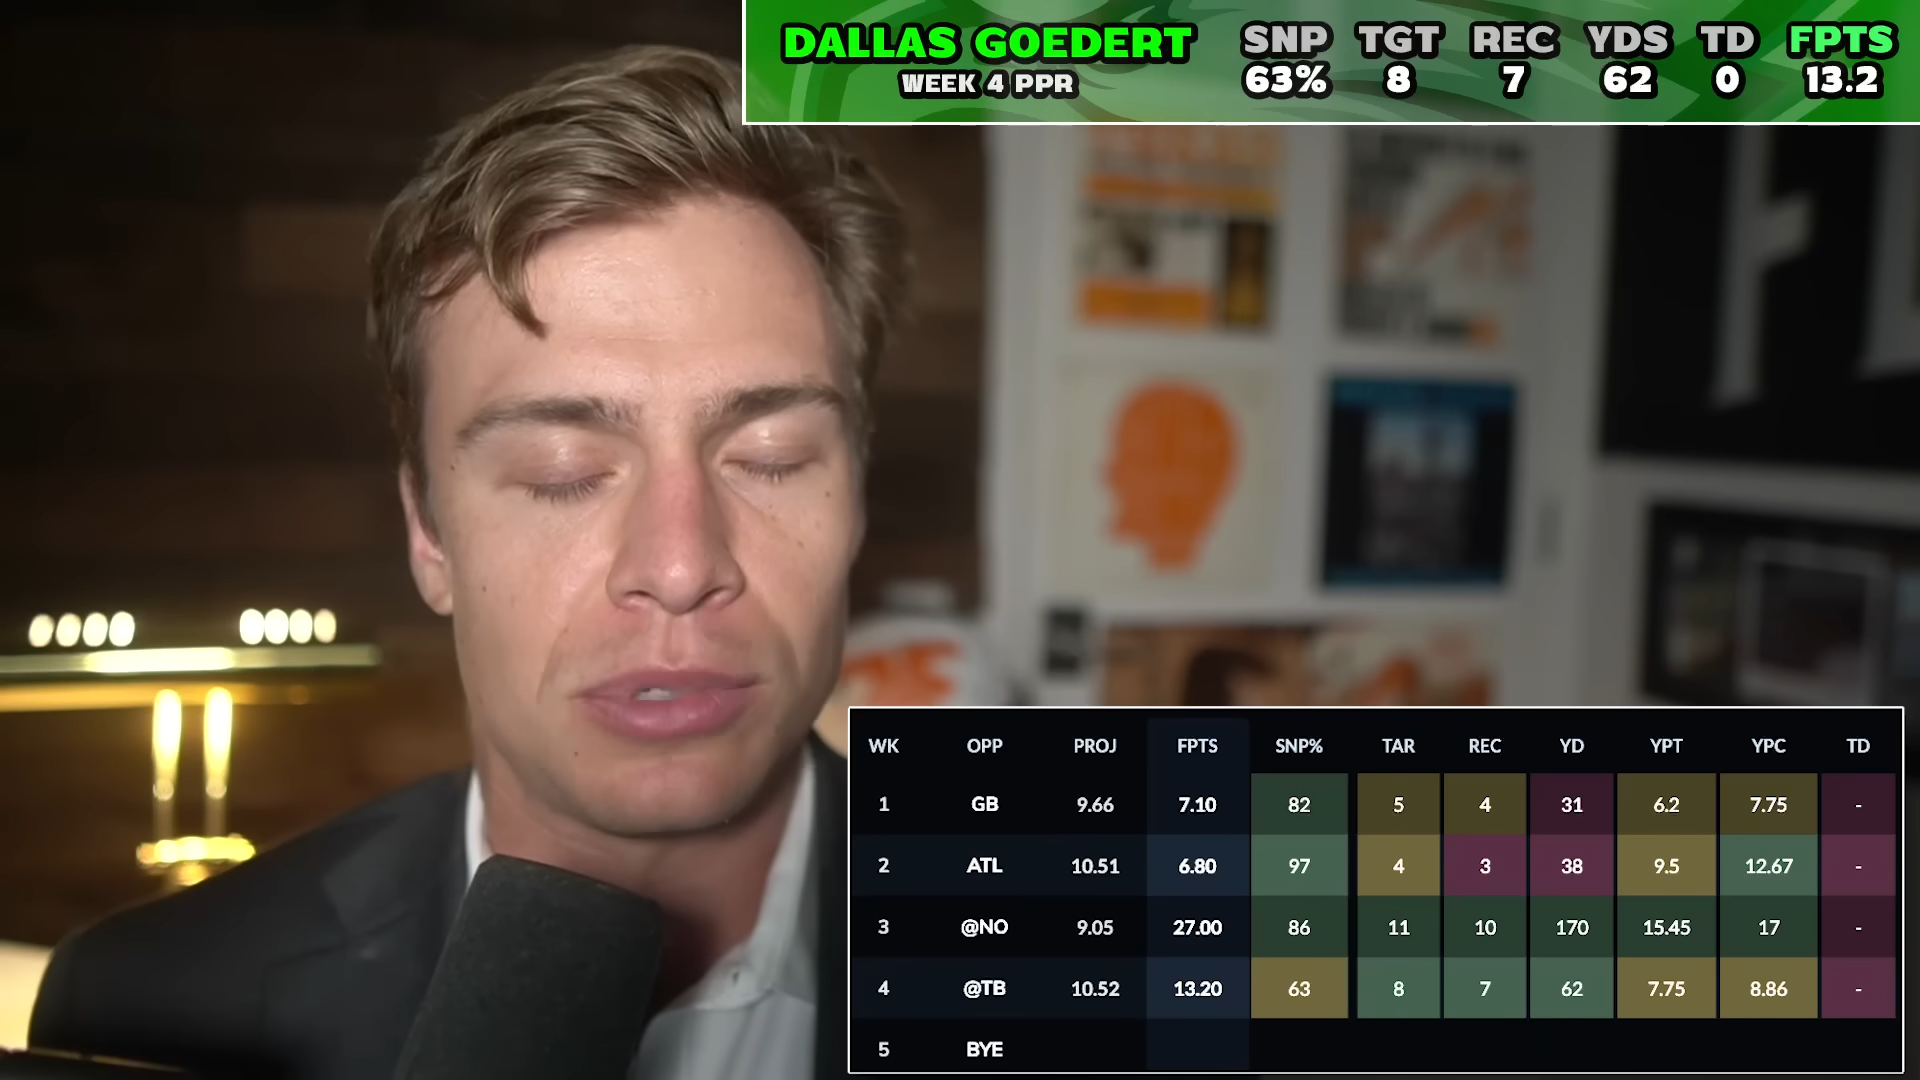 DALLAS GOEDERT SNP TGT REC YDS TD FPTS
WEEK 4 PPR 63% 8 7 62 0 13.2
WK OPP PROJ FPTS SNP% TAR REC YD YPT YPC TD
1 GB 9.66 7.10 82 5 4 31 6.2 7.75 -
2 ATL 10.51 6.80 97 4 3 38 9.5 12.67 -
3 @NO 9.05 27.00 86 11 10 170 15.45 17 -
4 @TB 10.52 13.20 63 8 7 62 7.75 8.86 -
5 BYE